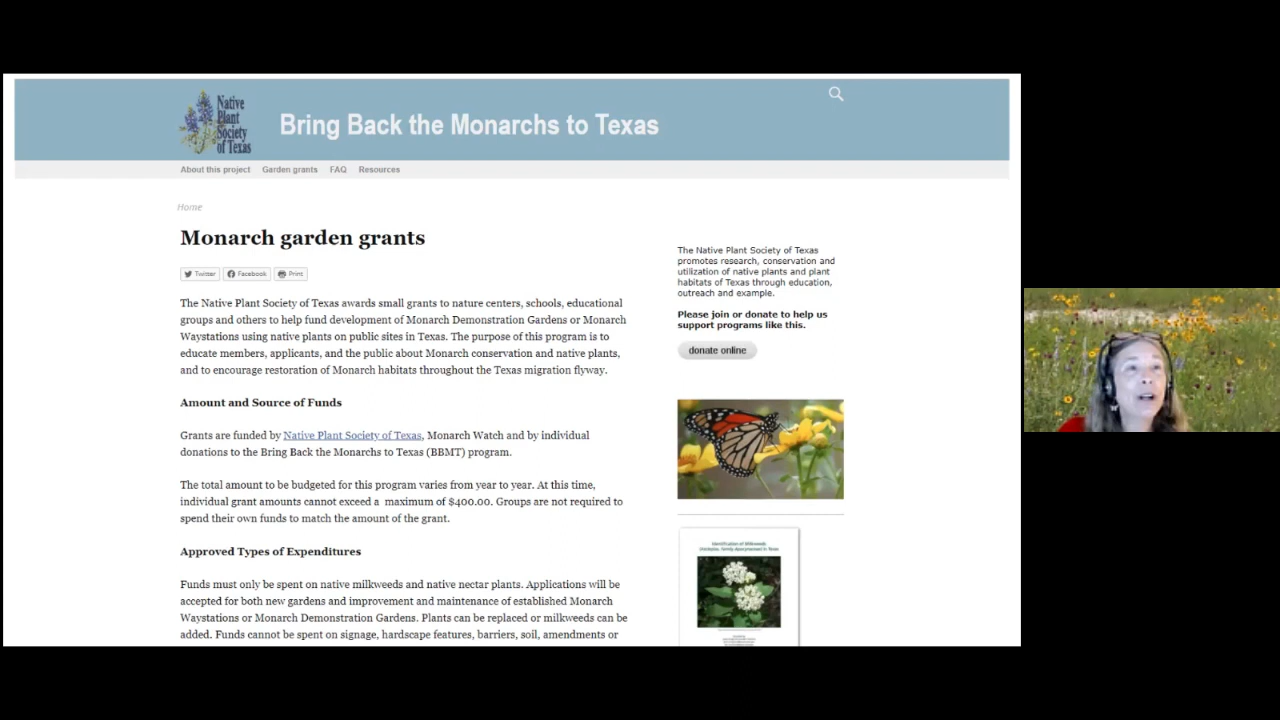 Native
Plant
Society
of Texas
Bring Back the Monarchs to Texas
About this project Garden grants FAQ Resources
Home
Monarch garden grants
Twitter Facebook Print
The Native Plant Society of Texas awards small grants to nature centers, schools, educational
groups and others to help fund development of Monarch Demonstration Gardens or Monarch
Waystations using native plants on public sites in Texas. The purpose of this program is to
educate members, applicants, and the public about Monarch conservation and native plants,
and to encourage restoration of Monarch habitats throughout the Texas migration flyway.
Amount and Source of Funds
Grants are funded by Native Plant Society of Texas, Monarch Watch and by individual
donations to the Bring Back the Monarchs to Texas (BBMT) program.
The total amount to be budgeted for this program varies from year to year. At this time,
individual grant amounts cannot exceed a maximum of $400.00. Groups are not required to
spend their own funds to match the amount of the grant.
Approved Types of Expenditures
Funds must only be spent on native milkweeds and native nectar plants. Applications will be
accepted for both new gardens and improvement and maintenance of established Monarch
Waystations or Monarch Demonstration Gardens. Plants can be replaced or milkweeds can be
added. Funds cannot be spent on signage, hardscape features, barriers, soil, amendments or
The Native Plant Society of Texas
promotes research, conservation and
utilization of native plants and plant
habitats of Texas through education,
outreach and example.
Please join or donate to help us
support programs like this.
donate online
Identification of Milkweeds
in Texas